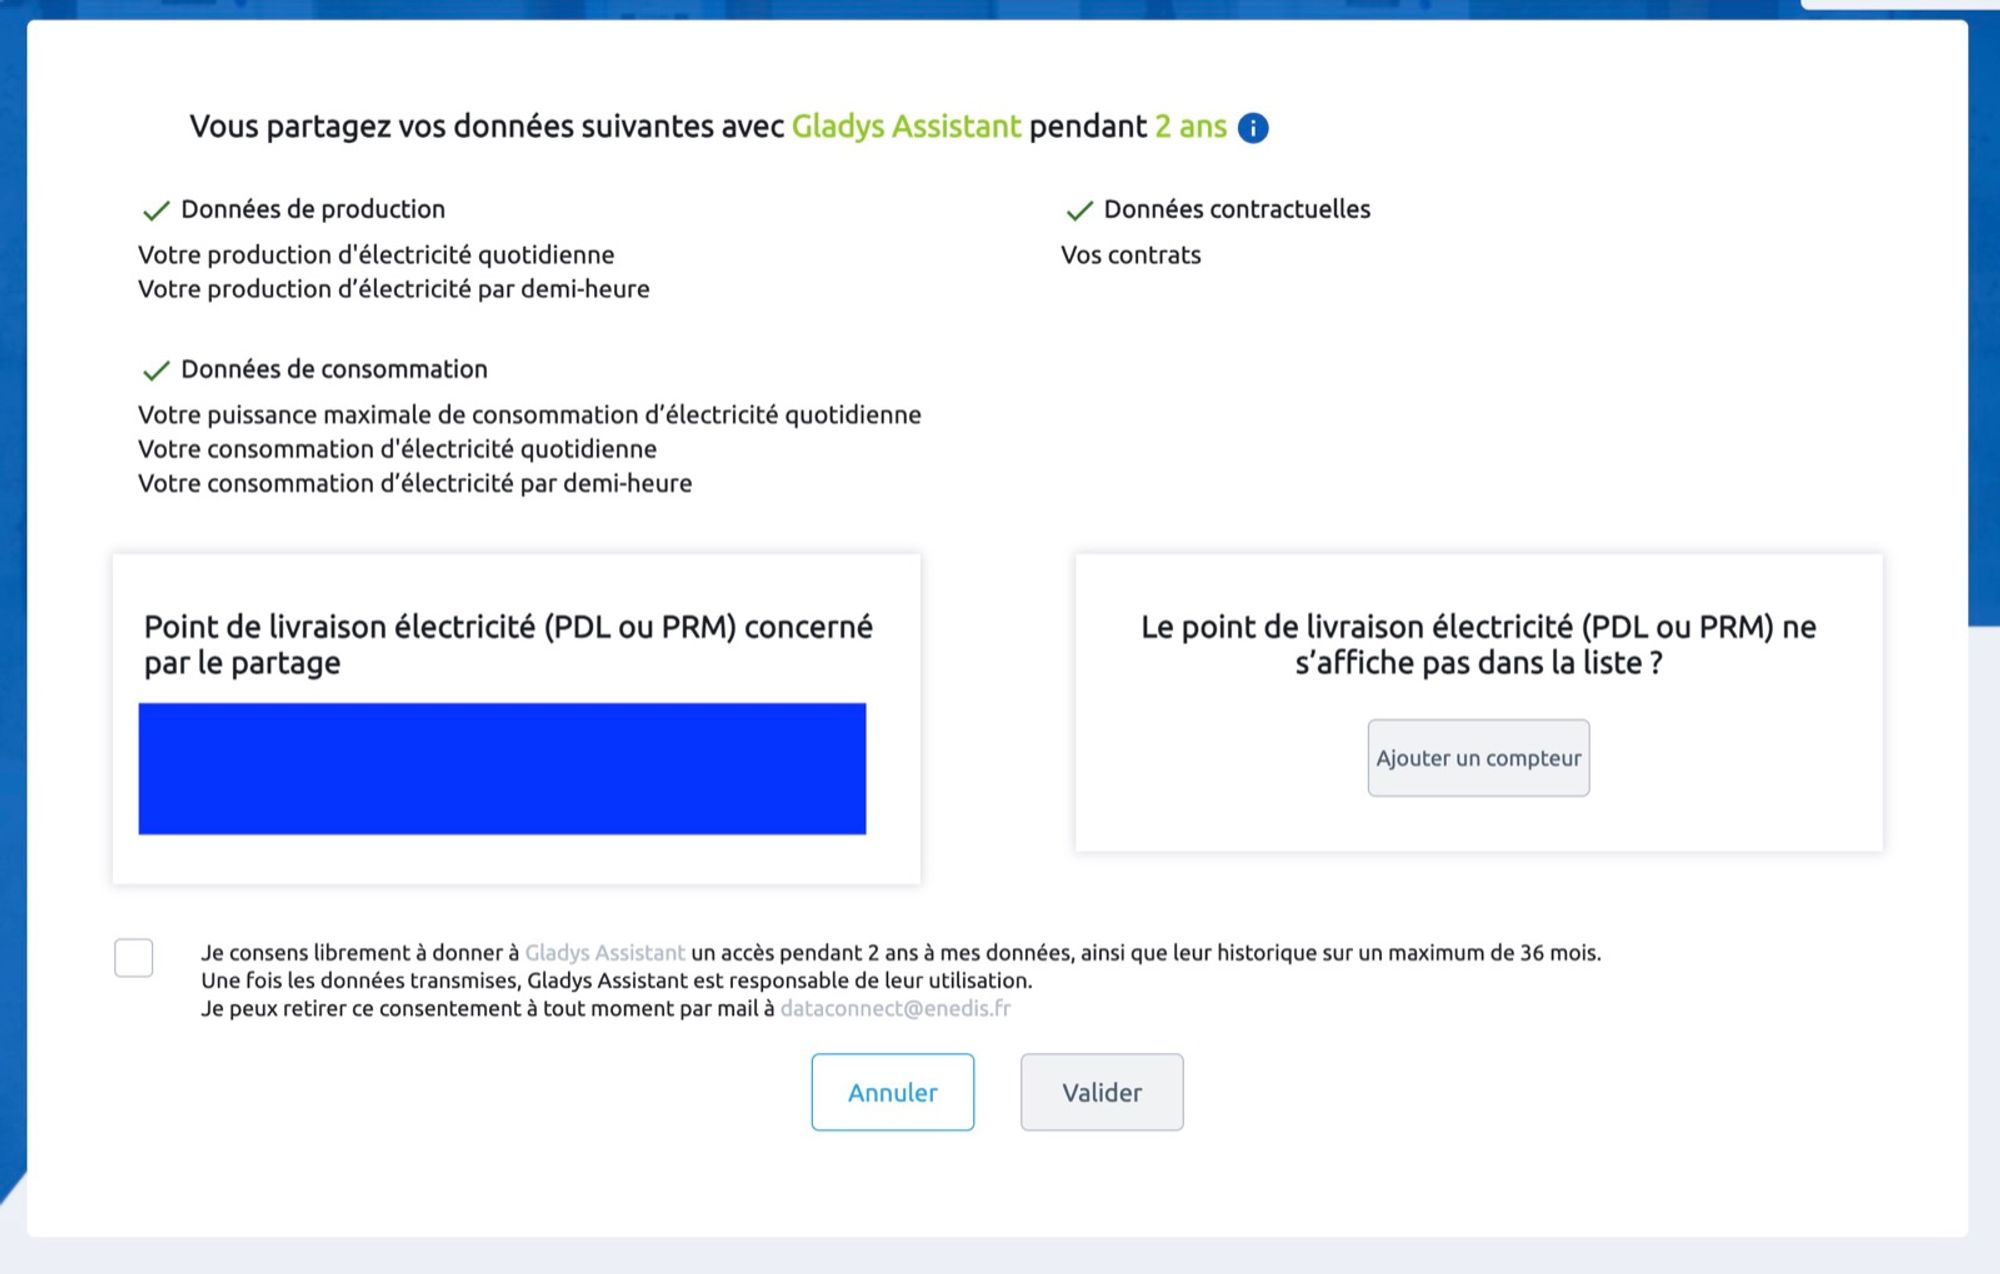 Vous partagez vos données suivantes avec Gladys Assistant pendant 2 ans
Données de production
Votre production d'électricité quotidienne
Votre production d’électricité par demi-heure
Données contractuelles
Vos contrats
Données de consommation
Votre puissance maximale de consommation d’électricité quotidienne
Votre consommation d'électricité quotidienne
Votre consommation d’électricité par demi-heure
Point de livraison électricité (PDL ou PRM) concerné
par le partage
Le point de livraison électricité (PDL ou PRM) ne
s’affiche pas dans la liste ?
Ajouter un compteur
Je consens librement à donner à Gladys Assistant un accès pendant 2 ans à mes données, ainsi que leur historique sur un maximum de 36 mois.
Une fois les données transmises, Gladys Assistant est responsable de leur utilisation.
Je peux retirer ce consentement à tout moment par mail à dataconnect@enedis.fr
Annuler
Valider